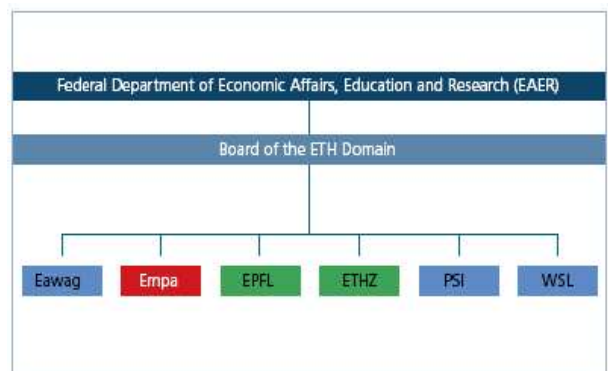 Federal Department of Economic Affairs, Education and Research (EAER)
Board of the ETH Domain
Eawag
Empa
EPFL
ETHZ
PSI
WSL